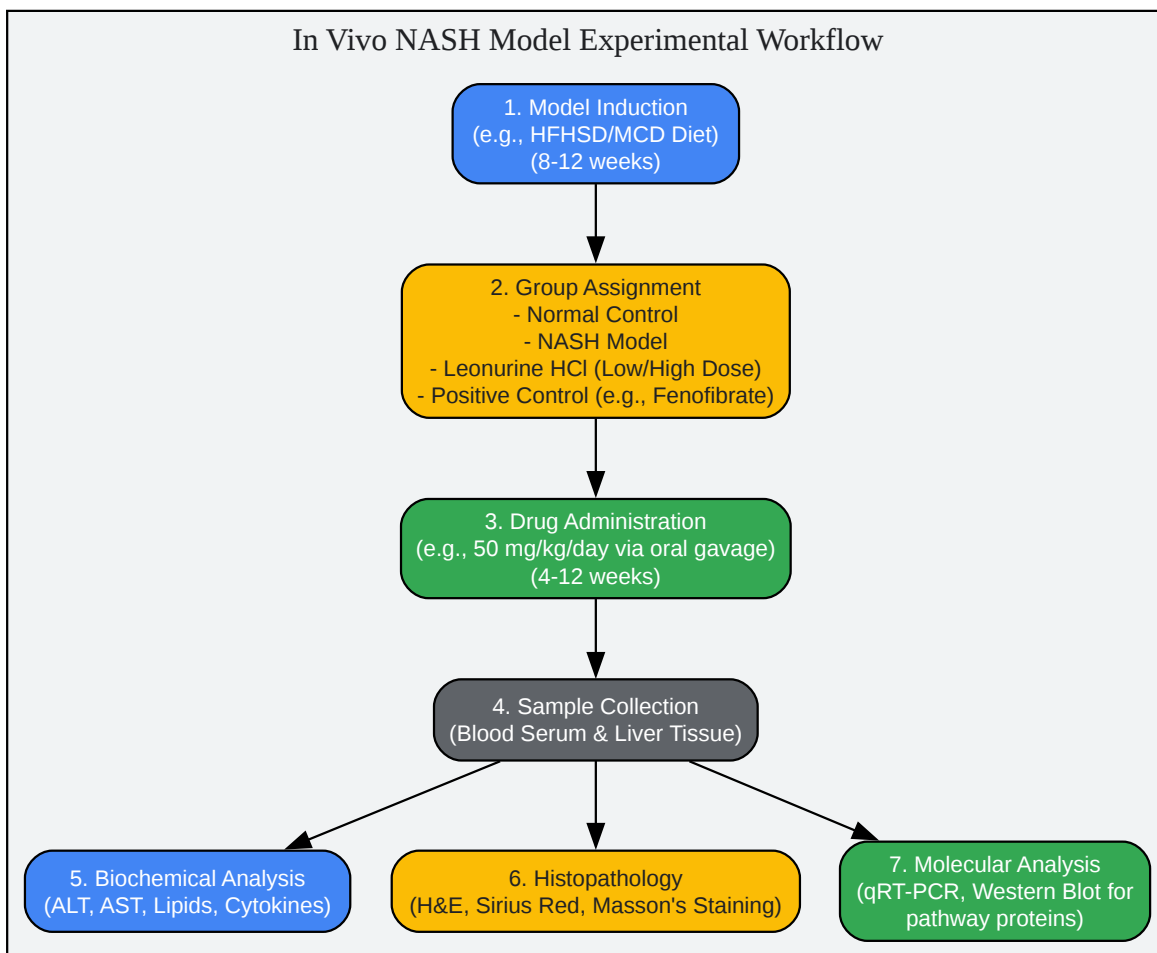 In Vivo NASH Model Experimental Workflow
1. Model Induction
(e.g., HFHSD/MCD Diet)
(8-12 weeks)
2. Group Assignment
- Normal Control
- NASH Model
- Leonurine HCl (Low/High Dose)
- Positive Control (e.g., Fenofibrate)
3. Drug Administration
(e.g., 50 mg/kg/day via oral gavage)
(4-12 weeks)
4. Sample Collection
(Blood Serum & Liver Tissue)
5. Biochemical Analysis
(ALT, AST, Lipids, Cytokines)
6. Histopathology
(H&E, Sirius Red, Masson's Staining)
7. Molecular Analysis
(qRT-PCR, Western Blot for
pathway proteins)